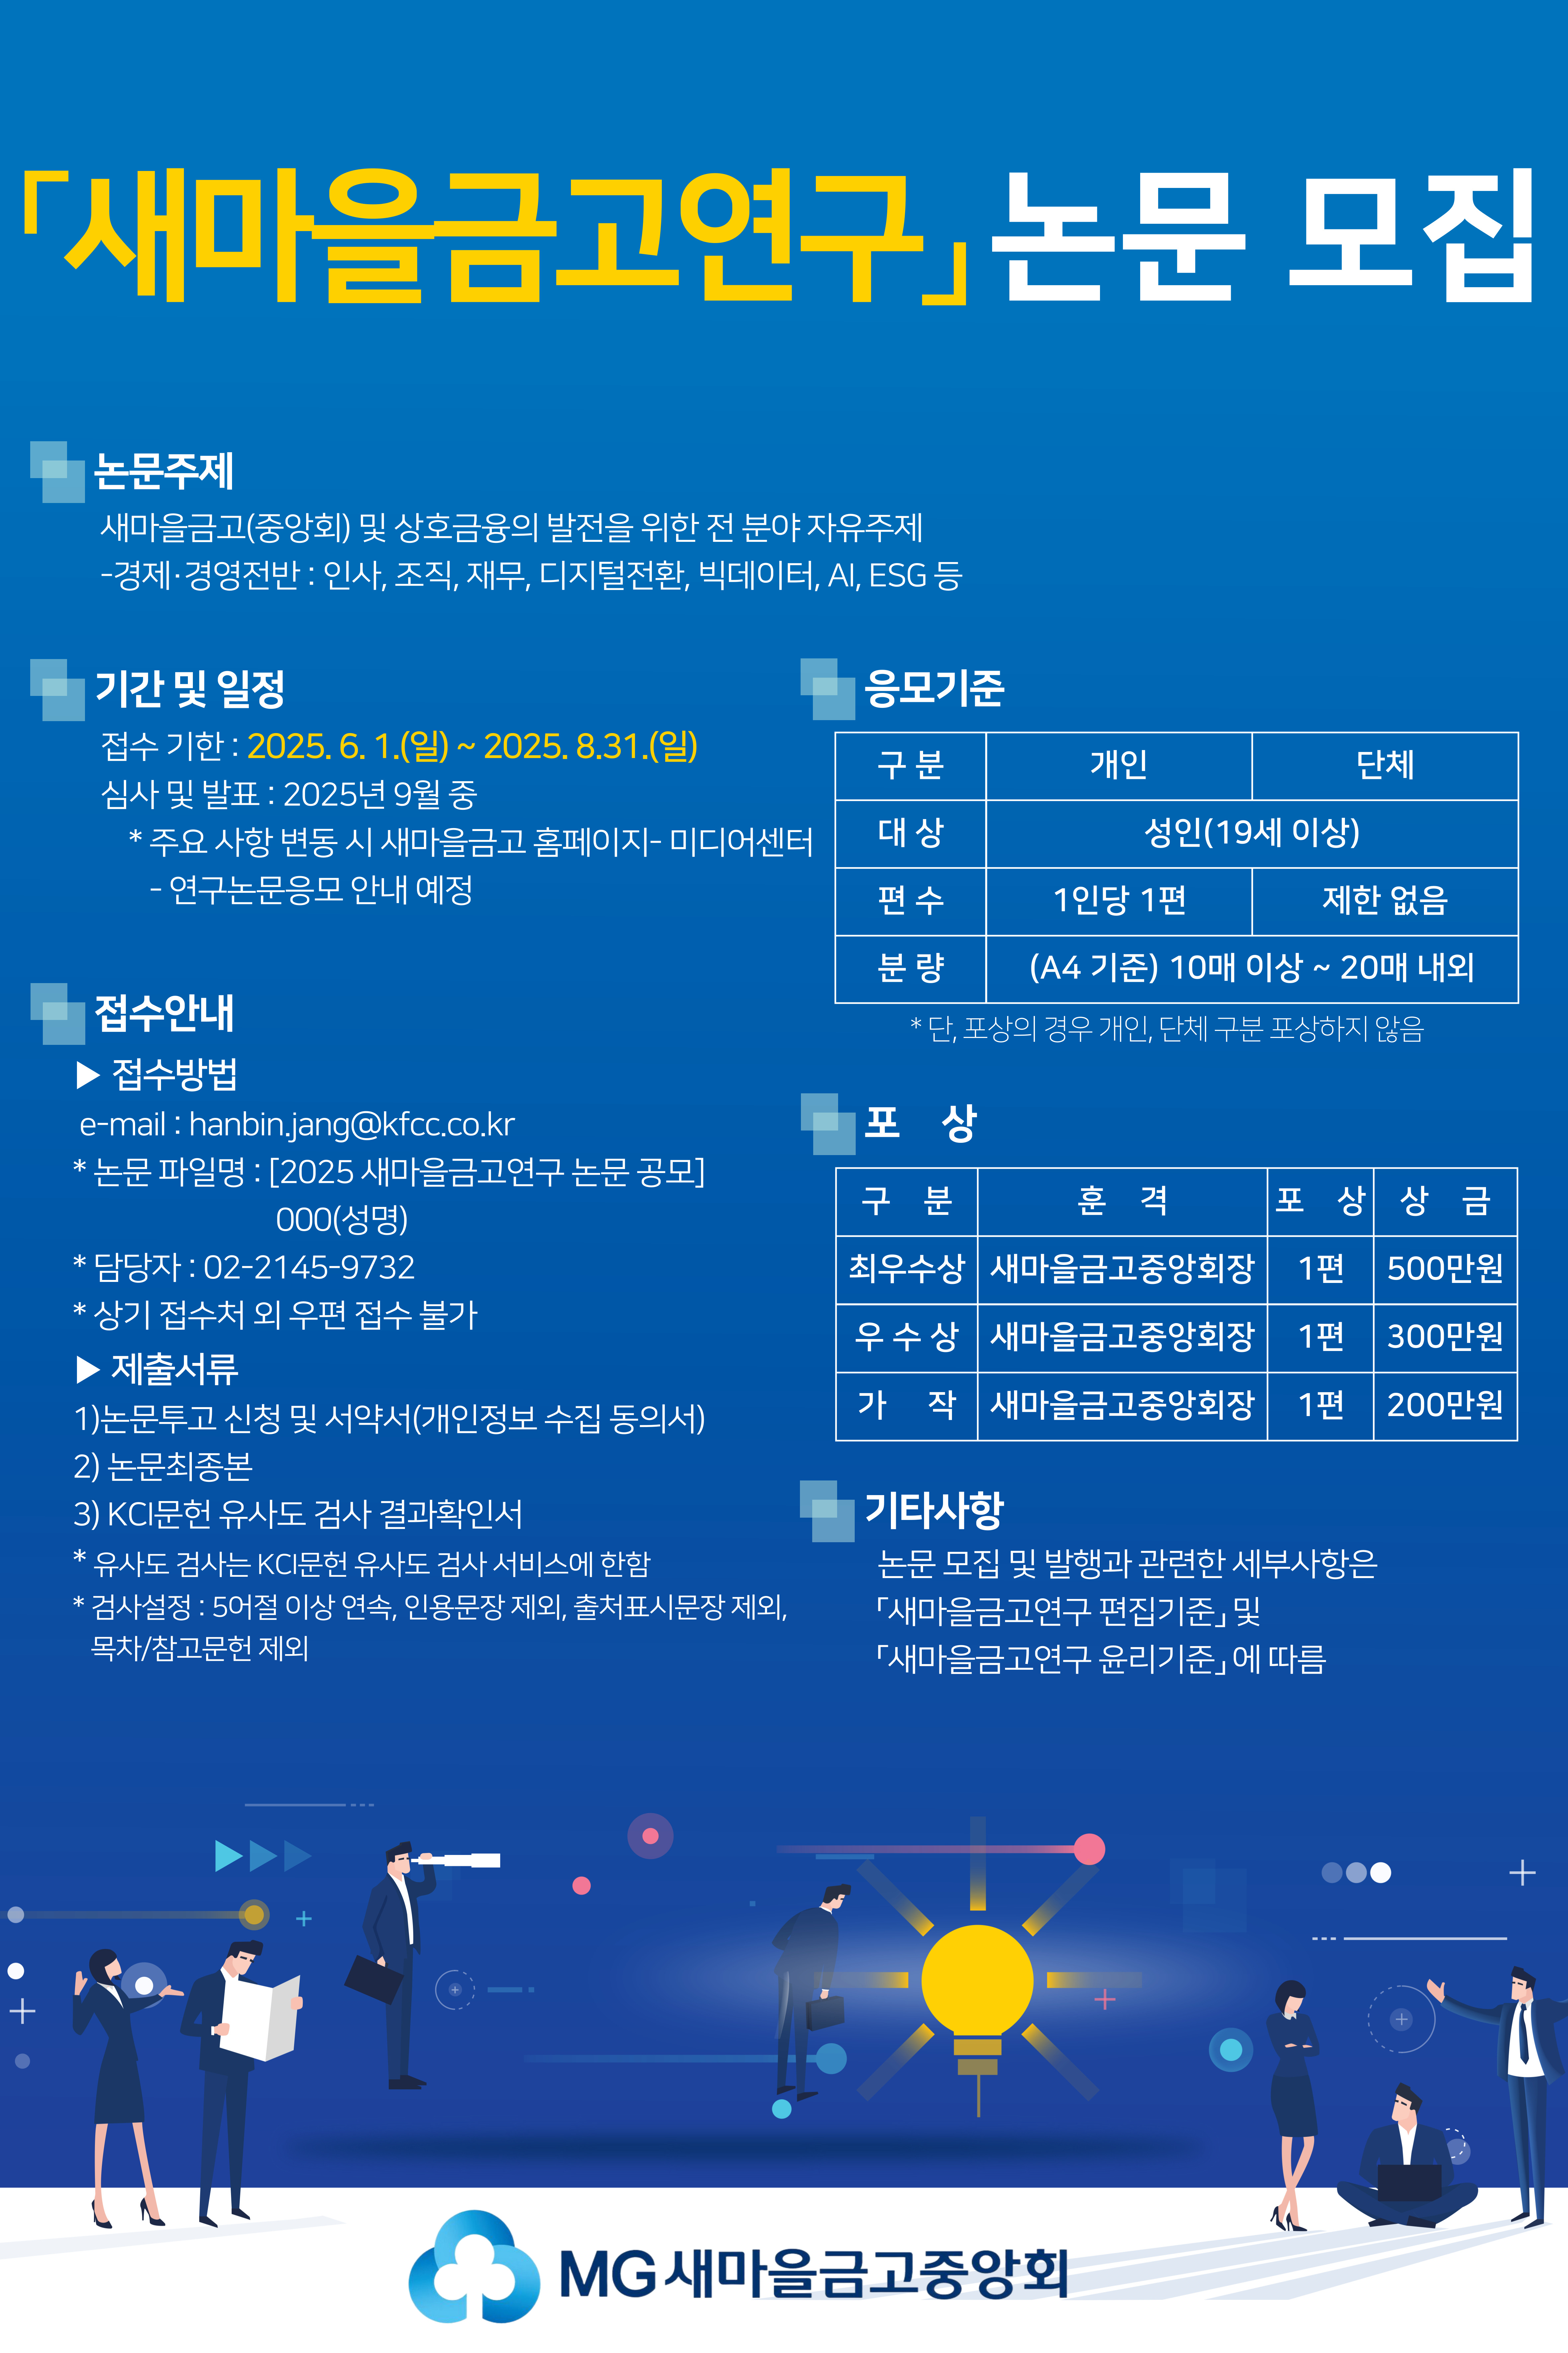 「새마을금고연구」 논문 모집
논문주제
새마을금고(중앙회) 및 상호금융의 발전을 위한 전 분야 자유주제
-경제·경영전반 : 인사, 조직, 재무, 디지털전환, 빅데이터, AI, ESG 등
기간 및 일정
접수 기한 : 2025. 6. 1.(일) ~ 2025. 8.31.(일)
심사 및 발표 : 2025년 9월 중
* 주요 사항 변동 시 새마을금고 홈페이지- 미디어센터
- 연구논문응모 안내 예정
접수안내
▶ 접수방법
e-mail : hanbin.jang@kfcc.co.kr
* 논문 파일명 : [2025 새마을금고연구 논문 공모]
000(성명)
* 담당자 : 02-2145-9732
* 상기 접수처 외 우편 접수 불가
▶ 제출서류
1)논문투고 신청 및 서약서(개인정보 수집 동의서)
2) 논문최종본
3) KCI문헌 유사도 검사 결과확인서
* 유사도 검사는 KCI문헌 유사도 검사 서비스에 한함
* 검사설정 : 5어절 이상 연속, 인용문장 제외, 출처표시문장 제외,
목차/참고문헌 제외
응모기준
구 분 개인 단체
대 상 성인(19세 이상)
편 수 1인당 1편 제한 없음
분 량 (A4 기준) 10매 이상 ~ 20매 내외
* 단, 포상의 경우 개인, 단체 구분 포상하지 않음
포 상
구 분 훈 격 포 상 상 금
최우수상 새마을금고중앙회장 1편 500만원
우 수 상 새마을금고중앙회장 1편 300만원
가 작 새마을금고중앙회장 1편 200만원
기타사항
논문 모집 및 발행과 관련한 세부사항은
「새마을금고연구 편집기준」 및
「새마을금고연구 윤리기준」에 따름
MG새마을금고중앙회